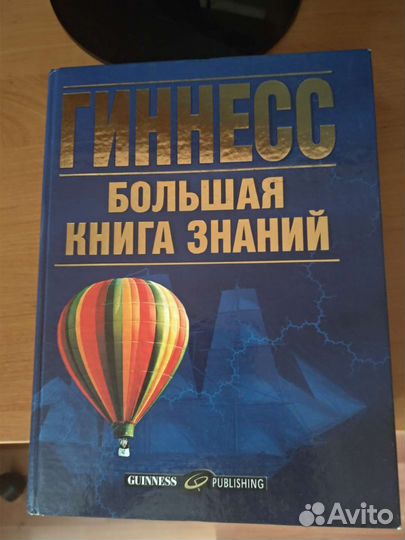 ГИННЕСС
БОЛЬШАЯ
КНИГА ЗНАНИЙ
GUINNESS PUBLISHING
Avito